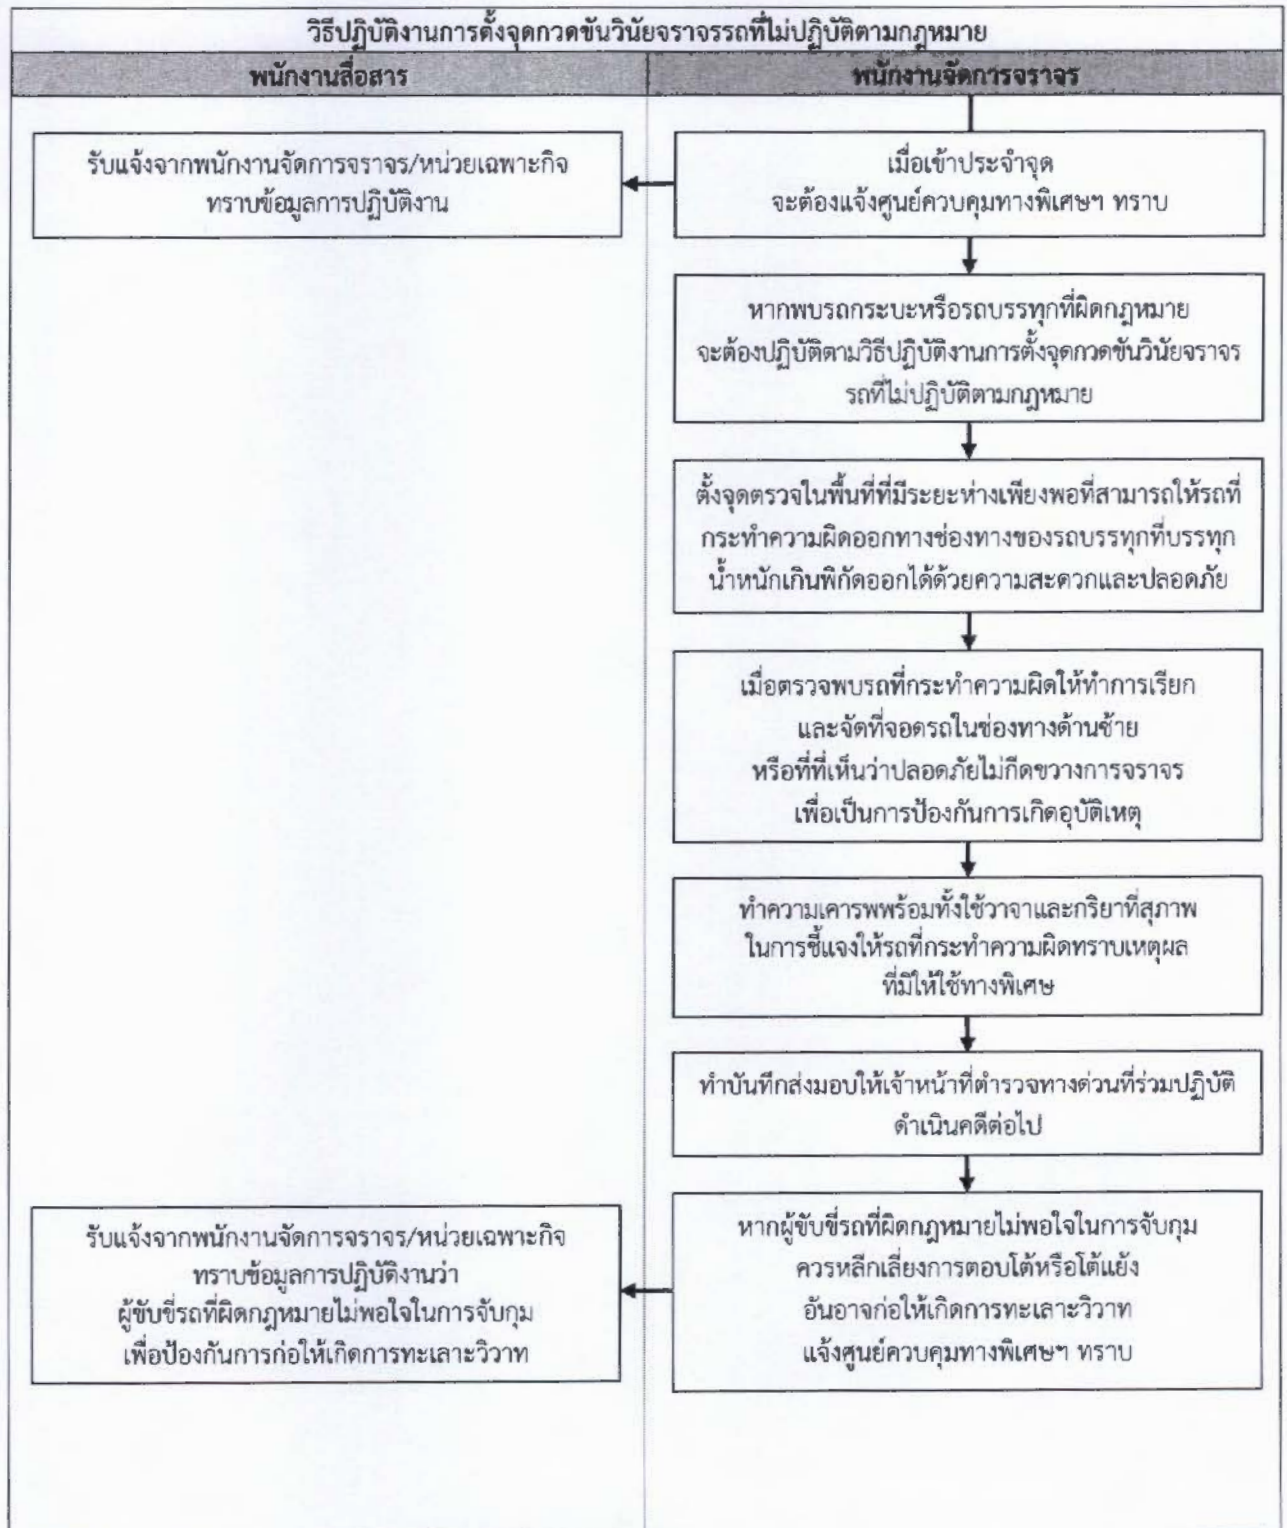 วิธีปฏิบัติงานการตั้งจุดกวดขันวินัยจราจรรถที่ไม่ปฏิบัติตามกฎหมาย
พนักงานสื่อสาร
พนักงานจัดการจราจร
รับแจ้งจากพนักงานจัดการจราจร/หน่วยเฉพาะกิจ
ทราบข้อมูลการปฏิบัติงาน
เมื่อเข้าประจำจุด
จะต้องแจ้งศูนย์ควบคุมทางพิเศษฯ ทราบ
หากพบรถกระบะหรือรถบรรทุกที่ผิดกฎหมาย
จะต้องปฏิบัติตามวิธีปฏิบัติงานการตั้งจุดกวดขันวินัยจราจร
รถที่ไม่ปฏิบัติตามกฎหมาย
ตั้งจุดตรวจในพื้นที่ที่มีระยะห่างเพียงพอที่สามารถให้รถที่
กระทำความผิดออกทางช่องทางของรถบรรทุกที่บรรทุก
น้ำหนักเกินพิกัดออกได้ด้วยความสะดวกและปลอดภัย
เมื่อตรวจพบรถที่กระทำความผิดให้ทำการเรียก
และจัดที่จอดรถในช่องทางด้านซ้าย
หรือที่ที่เห็นว่าปลอดภัยไม่กีดขวางการจราจร
เพื่อเป็นการป้องกันการเกิดอุบัติเหตุ
ทำความเคารพพร้อมทั้งใช้วาจาและกริยาที่สุภาพ
ในการชี้แจงให้รถที่กระทำความผิดทราบเหตุผล
ที่มิให้ใช้ทางพิเศษ
ทำบันทึกส่งมอบให้เจ้าหน้าที่ตำรวจทางด่วนที่ร่วมปฏิบัติ
ดำเนินคดีต่อไป
รับแจ้งจากพนักงานจัดการจราจร/หน่วยเฉพาะกิจ
ทราบข้อมูลการปฏิบัติงานว่า
ผู้ขับขี่รถที่ผิดกฎหมายไม่พอใจในการจับกุม
เพื่อป้องกันการก่อให้เกิดการทะเลาะวิวาท
หากผู้ขับขี่รถที่ผิดกฎหมายไม่พอใจในการจับกุม
ควรหลีกเลี่ยงการตอบโต้หรือโต้แย้ง
อันอาจก่อให้เกิดการทะเลาะวิวาท
แจ้งศูนย์ควบคุมทางพิเศษฯ ทราบ